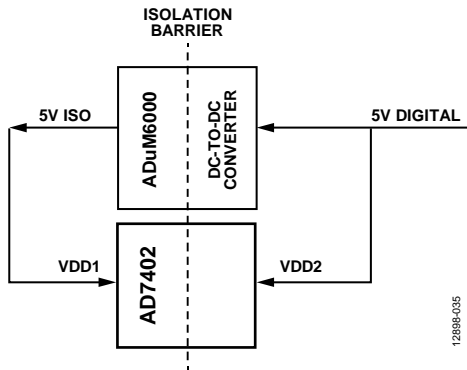 ISOLATION
BARRIER
5V ISO
ADuM6000
DC-TO-DC
CONVERTER
5V DIGITAL
VDD1
AD7402
VDD2
12898-035